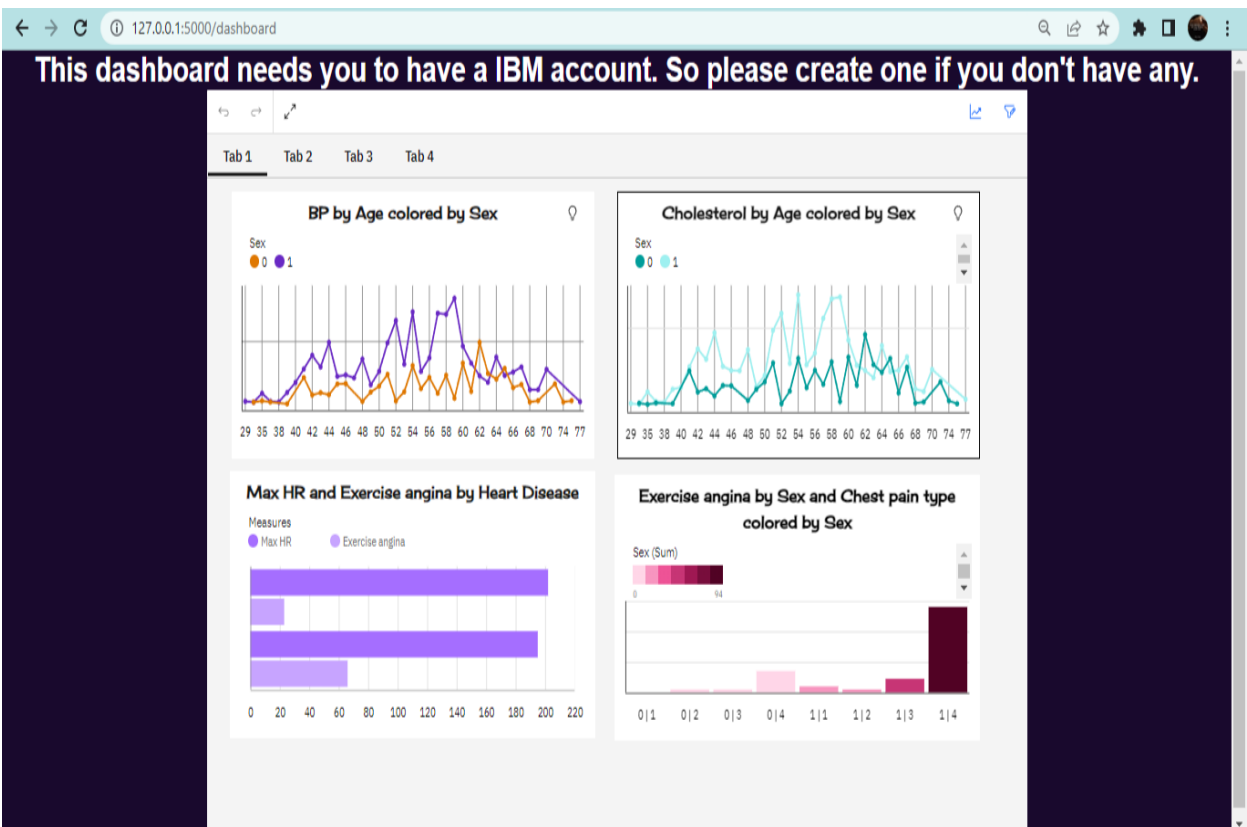 127.0.0.1:5000/dashboard
This dashboard needs you to have a IBM account. So please create one if you don't have any.
Tab 1 Tab 2 Tab 3 Tab 4
BP by Age colored by Sex
Sex
0 1
29 35 38 40 42 44 46 48 50 52 54 56 58 60 62 64 66 68 70 74 77
Cholesterol by Age colored by Sex
Sex
0 1
29 35 38 40 42 44 46 48 50 52 54 56 58 60 62 64 66 68 70 74 77
Max HR and Exercise angina by Heart Disease
Measures
Max HR Exercise angina
0 20 40 60 80 100 120 140 160 180 200 220
Exercise angina by Sex and Chest pain type
colored by Sex
Sex (Sum)
0 94
0|1 0|2 0|3 0|4 1|1 1|2 1|3 1|4